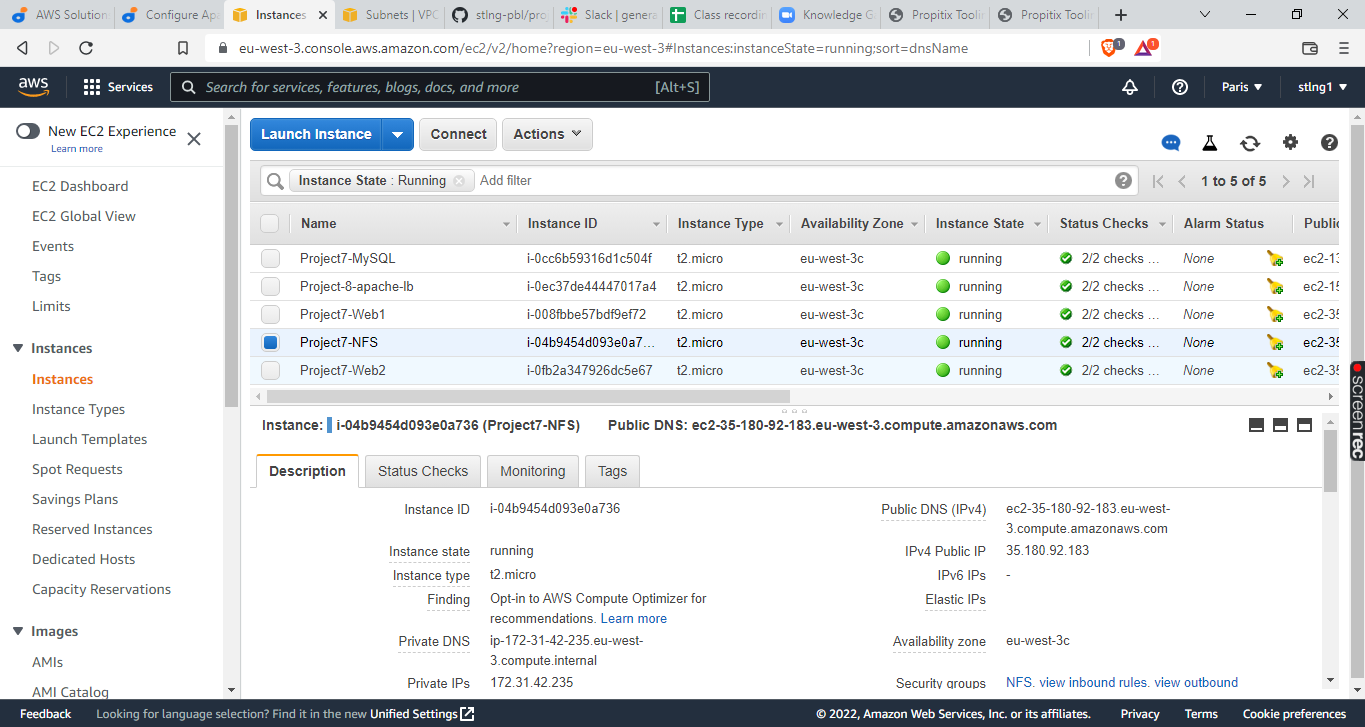 AWS Solution
Configure Apa
Instances
Subnets | VPC
stlng-pbl/proj
Slack | genera
Class recordin
Knowledge G
Propitix Toolin
Propitix Toolin
eu-west-3.console.aws.amazon.com/ec2/v2/home?region=eu-west-3#Instances:instanceState=running;sort=dnsName
1
1
aws
Services
Search for services, features, blogs, docs, and more
[Alt+S]
Paris
stlng1
New EC2 Experience
Learn more
EC2 Dashboard
EC2 Global View
Events
Tags
Limits
Instances
Instances
Instance Types
Launch Templates
Spot Requests
Savings Plans
Reserved Instances
Dedicated Hosts
Capacity Reservations
Images
AMIs
AMI Catalog
Launch Instance
Connect
Actions
Instance State : Running
Add filter
1 to 5 of 5
Name Instance ID Instance Type Availability Zone Instance State Status Checks Alarm Status Public
Project7-MySQL i-0cc6b59316d1c504f t2.micro eu-west-3c running 2/2 checks ... None ec2-13
Project-8-apache-lb i-0ec37de44447017a4 t2.micro eu-west-3c running 2/2 checks ... None ec2-15
Project7-Web1 i-008fbbe57bdf9ef72 t2.micro eu-west-3c running 2/2 checks ... None ec2-35
Project7-NFS i-04b9454d093e0a7... t2.micro eu-west-3c running 2/2 checks ... None ec2-35
Project7-Web2 i-0fb2a347926dc5e67 t2.micro eu-west-3c running 2/2 checks ... None ec2-35
Instance: i-04b9454d093e0a736 (Project7-NFS) Public DNS: ec2-35-180-92-183.eu-west-3.compute.amazonaws.com
Description
Status Checks
Monitoring
Tags
Instance ID i-04b9454d093e0a736
Instance state running
Instance type t2.micro
Finding Opt-in to AWS Compute Optimizer for
recommendations. Learn more
Private DNS ip-172-31-42-235.eu-west-
3.compute.internal
Private IPs 172.31.42.235
Public DNS (IPv4) ec2-35-180-92-183.eu-west-
3.compute.amazonaws.com
IPv4 Public IP 35.180.92.183
IPv6 IPs -
Elastic IPs
Availability zone eu-west-3c
Security groups NFS. view inbound rules. view outbound
screenrec
Feedback
Looking for language selection? Find it in the new Unified Settings
© 2022, Amazon Web Services, Inc. or its affiliates.
Privacy
Terms
Cookie preferences